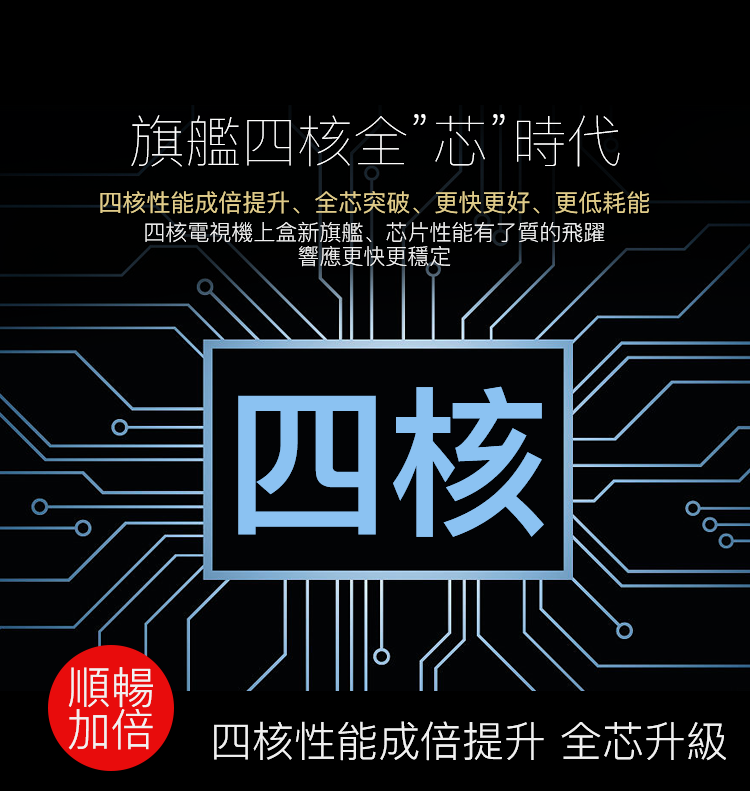 旗艦四核全”芯”時代
四核性能成倍提升、全芯突破、更快更好、更低耗能
四核電視機上盒新旗艦、芯片性能有了質的飛躍
響應更快更穩定
四核
順暢
加倍
四核性能成倍提升 全芯升級